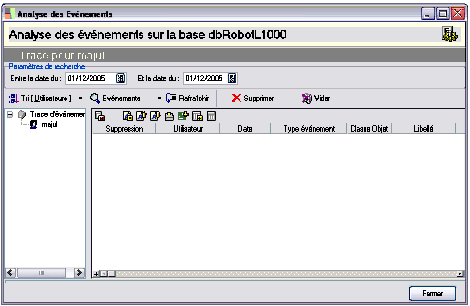 Analyse des Evénements
Analyse des événements sur la base dbRobotL1000
Trace pour majul
Paramètres de recherche
Entre la date du : 01/12/2005 Et la date du : 01/12/2005
Tri [Utilisateurs] Evénements Rafraîchir Supprimer Vider
Trace d'événemen
majul
Suppression Utilisateur Date Type événement Classe Objet Libellé
Fermer